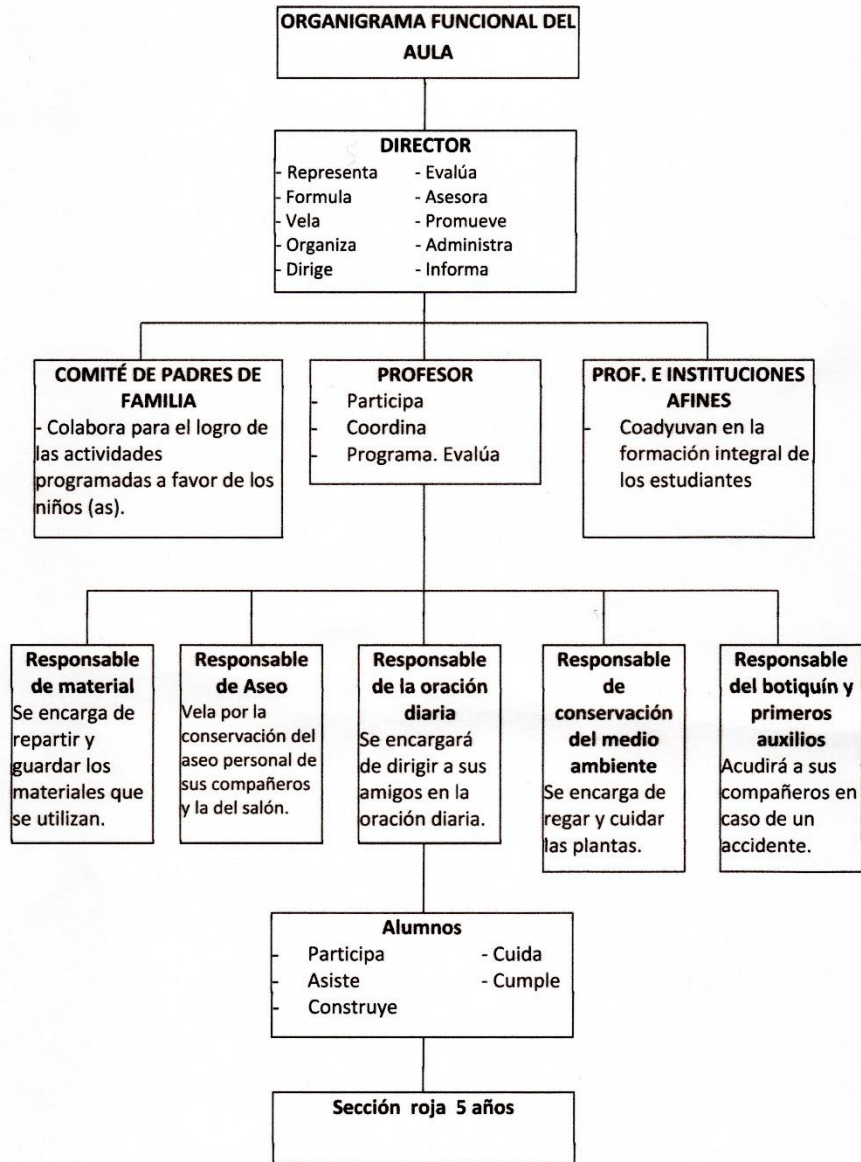 ORGANIGRAMA FUNCIONAL DEL
AULA
DIRECTOR
- Representa - Evalúa
- Formula - Asesora
- Vela - Promueve
- Organiza - Administra
- Dirige - Informa
COMITÉ DE PADRES DE
FAMILIA
- Colabora para el logro de
las actividades
programadas a favor de los
niños (as).
PROFESOR
- Participa
- Coordina
- Programa. Evalúa
PROF. E INSTITUCIONES
AFINES
- Coadyuvan en la
formación integral de
los estudiantes
Responsable
de material
Se encarga de
repartir y
guardar los
materiales que
se utilizan.
Responsable
de Aseo
Vela por la
conservación del
aseo personal de
sus compañeros
y la del salón.
Responsable
de la oración
diaria
Se encargará
de dirigir a sus
amigos en la
oración diaria.
Responsable
de
conservación
del medio
ambiente
Se encarga de
regar y cuidar
las plantas.
Responsable
del botiquín y
primeros
auxilios
Acudirá a sus
compañeros en
caso de un
accidente.
Alumnos
- Participa - Cuida
- Asiste - Cumple
- Construye
Sección roja 5 años